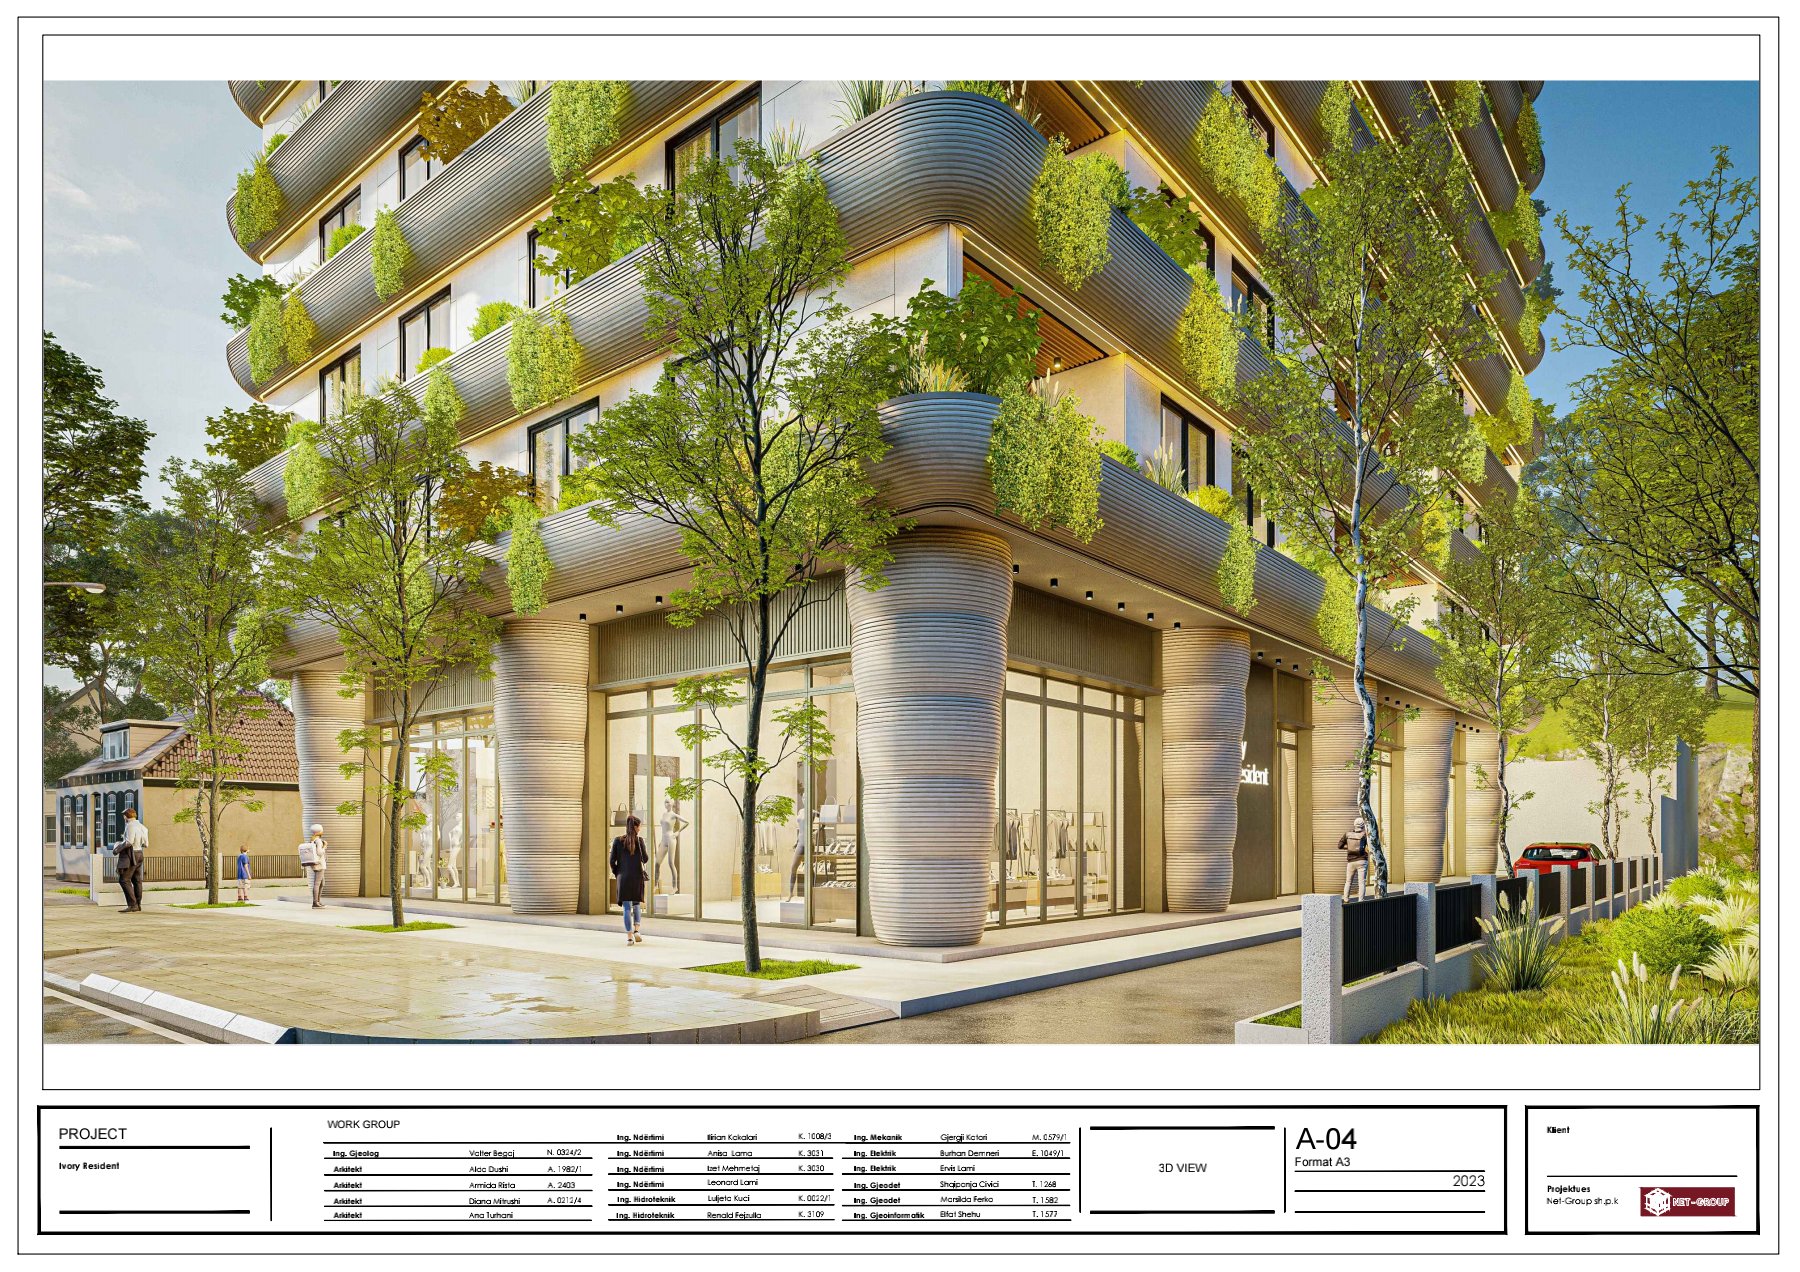 y
esident
PROJECT
Ivory Resident
WORK GROUP
Ing. Gjeolog Valter Begaj N. 0324/2
Arkitekt Alda Dushi A. 1982/1
Arkitekt Armida Rista A. 2403
Arkitekt Diana Mitrushi A. 0212/4
Arkitekt Ana Turhani
Ing. Ndërtimi Ilirian Kakalari K. 1008/3
Ing. Ndërtimi Anisa Lama K. 3031
Ing. Ndërtimi Izet Mehmetaj K. 3030
Ing. Ndërtimi Leonard Lami
Ing. Hidroteknik Luljeta Kuci K. 0022/1
Ing. Hidroteknik Renald Fejzulla K. 3109
Ing. Mekanik Gjergji Katari M. 0579/1
Ing. Elektrik Burhan Demneri E. 1049/1
Ing. Elektrik Ervis Lami
Ing. Gjeodet Shqiponja Civici T. 1268
Ing. Gjeodet Marsilda Ferko T. 1582
Ing. Gjeoinformatik Elfat Shehu T. 1577
3D VIEW
A-04
Format A3
2023
Klient
Projektues
Net-Group sh.p.k
NET-GROUP